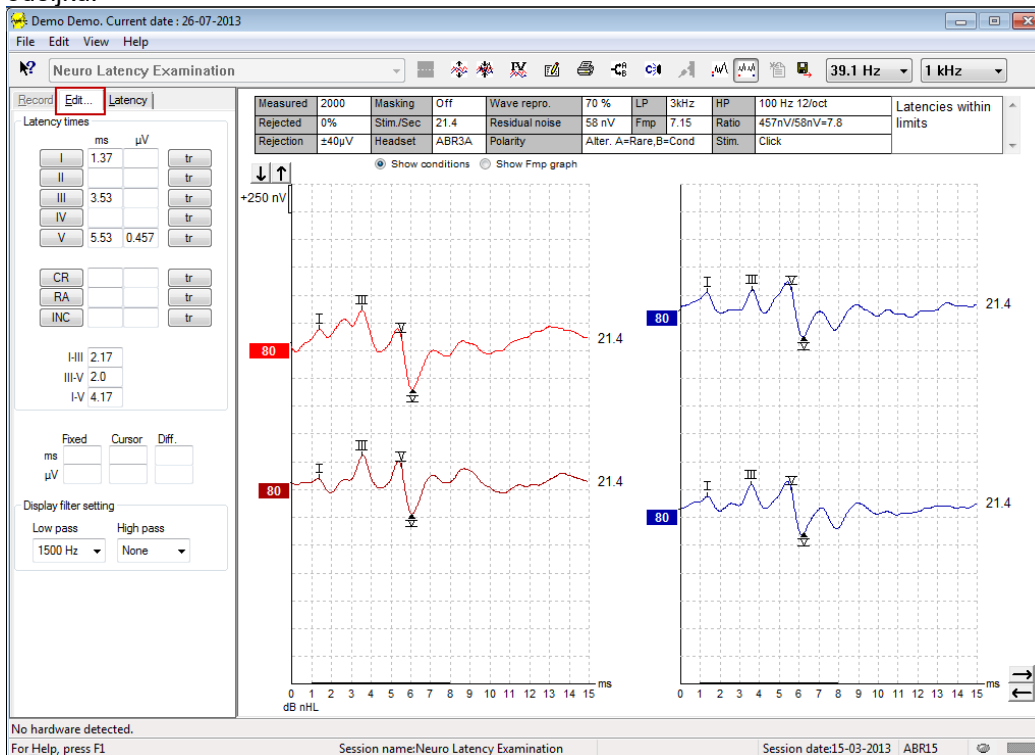 Demo Demo. Current date : 26-07-2013
File Edit View Help
Neuro Latency Examination
39.1 Hz
1 kHz
Record Edit... Latency
Latency times
ms µV
I 1.37 tr
II tr
III 3.53 tr
IV tr
V 5.53 0.457 tr
CR tr
RA tr
INC tr
I-III 2.17
III-V 2.0
I-V 4.17
Fixed Cursor Diff.
ms
µV
Display filter setting
Low pass High pass
1500 Hz None
Measured 2000 Masking Off Wave repro. 70 % LP 3kHz HP 100 Hz 12/oct
Rejected 0% Stim./Sec 21.4 Residual noise 58 nV Fmp 7.15 Ratio 457nV/58nV=7.8
Rejection ±40µV Headset ABR3A Polarity Alter. A=Rare,B=Cond Stim. Click
Latencies within
limits
Show conditions Show Fmp graph
+250 nV
I III V
80 21.4
I III V
80 21.4
I III V
80 21.4
I III V
80 21.4
0 1 2 3 4 5 6 7 8 9 10 11 12 13 14 15 ms
dB nHL
0 1 2 3 4 5 6 7 8 9 10 11 12 13 14 15 ms
No hardware detected.
For Help, press F1 Session name:Neuro Latency Examination Session date:15-03-2013 ABR15